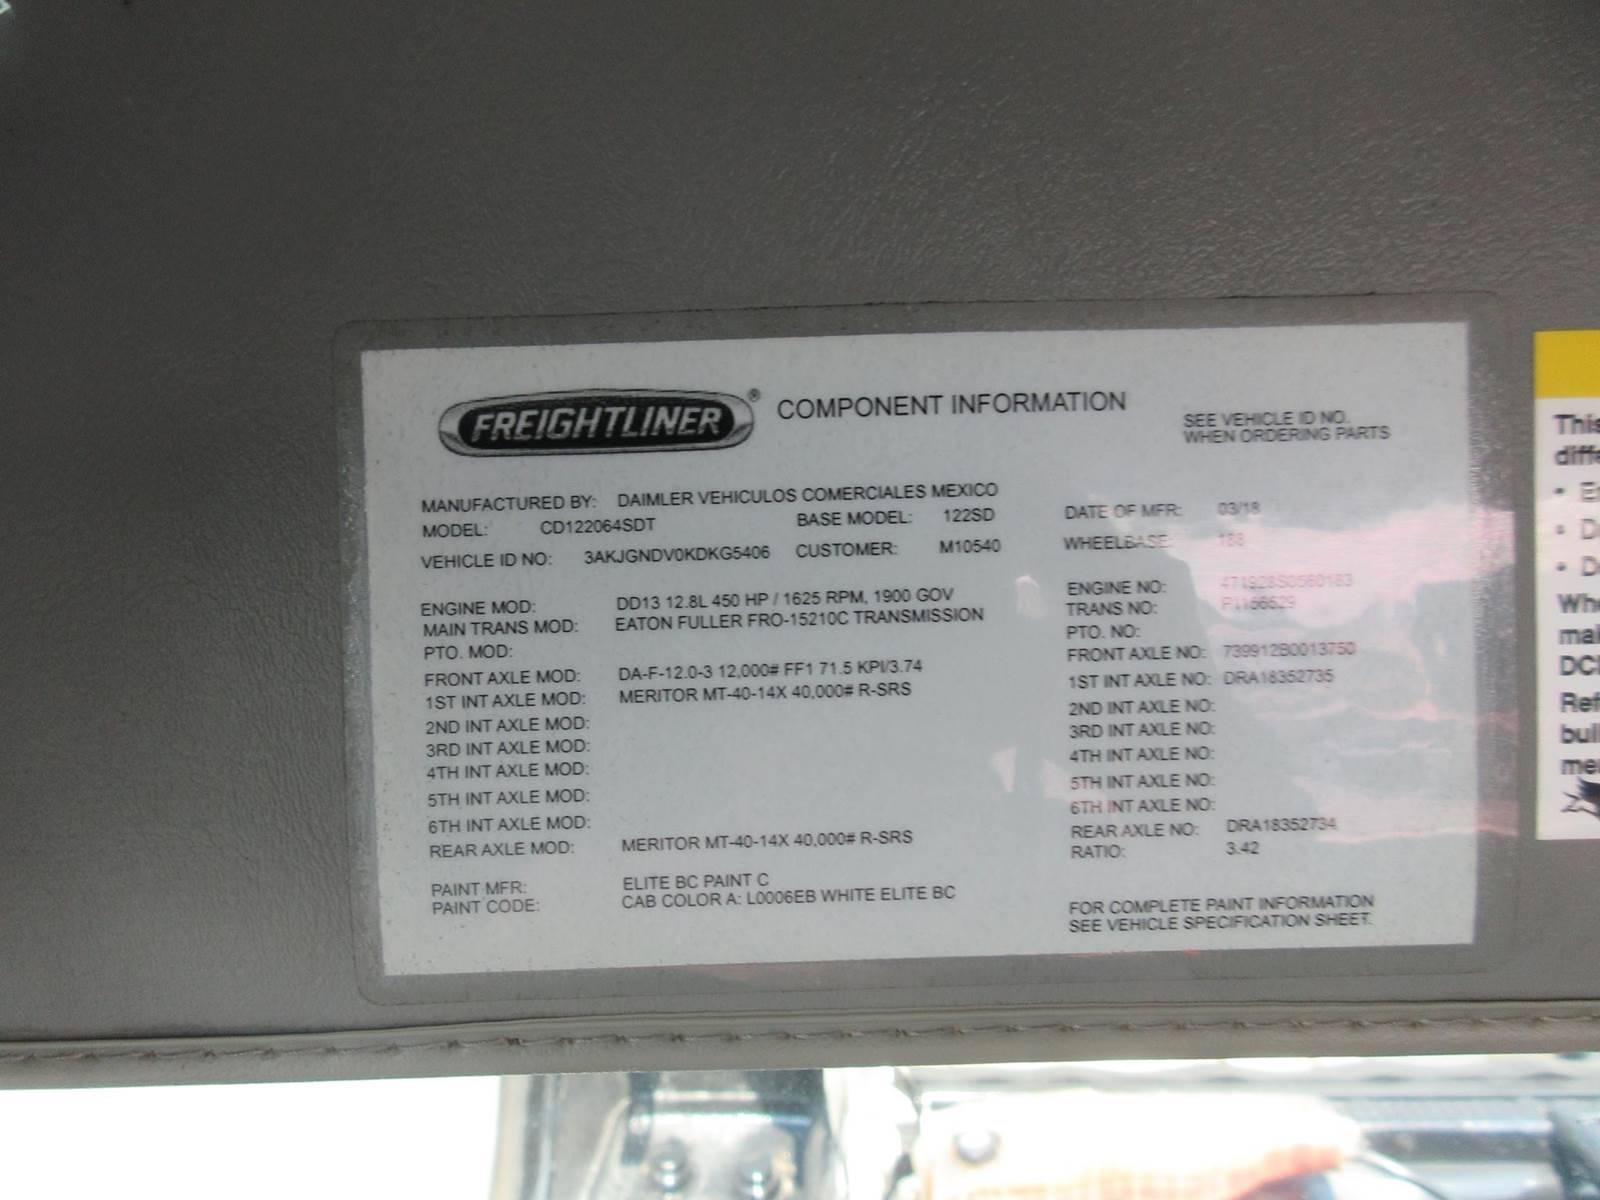 FREIGHTLINER® COMPONENT INFORMATION
SEE VEHICLE ID NO.
WHEN ORDERING PARTS
MANUFACTURED BY: DAIMLER VEHICULOS COMERCIALES MEXICO
MODEL: CD122064SDT BASE MODEL: 122SD DATE OF MFR: 03/18
VEHICLE ID NO: 3AKJGNDV0KDKG5406 CUSTOMER: M10540 WHEELBASE: 188
ENGINE MOD: DD13 12.8L 450 HP / 1625 RPM, 1900 GOV ENGINE NO: 471928S0560163
MAIN TRANS MOD: EATON FULLER FRO-15210C TRANSMISSION TRANS NO:
PTO. MOD: PTO. NO:
FRONT AXLE MOD: DA-F-12.0-3 12,000# FF1 71.5 KPI/3.74 FRONT AXLE NO: 739912B0013750
1ST INT AXLE MOD: MERITOR MT-40-14X 40,000# R-SRS 1ST INT AXLE NO: DRA18352735
2ND INT AXLE MOD: 2ND INT AXLE NO:
3RD INT AXLE MOD: 3RD INT AXLE NO:
4TH INT AXLE MOD: 4TH INT AXLE NO:
5TH INT AXLE MOD: 5TH INT AXLE NO:
6TH INT AXLE MOD: 6TH INT AXLE NO:
REAR AXLE MOD: MERITOR MT-40-14X 40,000# R-SRS REAR AXLE NO: DRA18352734
RATIO: 3.42
PAINT MFR: ELITE BC PAINT C
PAINT CODE: CAB COLOR A: L0006EB WHITE ELITE BC
FOR COMPLETE PAINT INFORMATION
SEE VEHICLE SPECIFICATION SHEET.
This